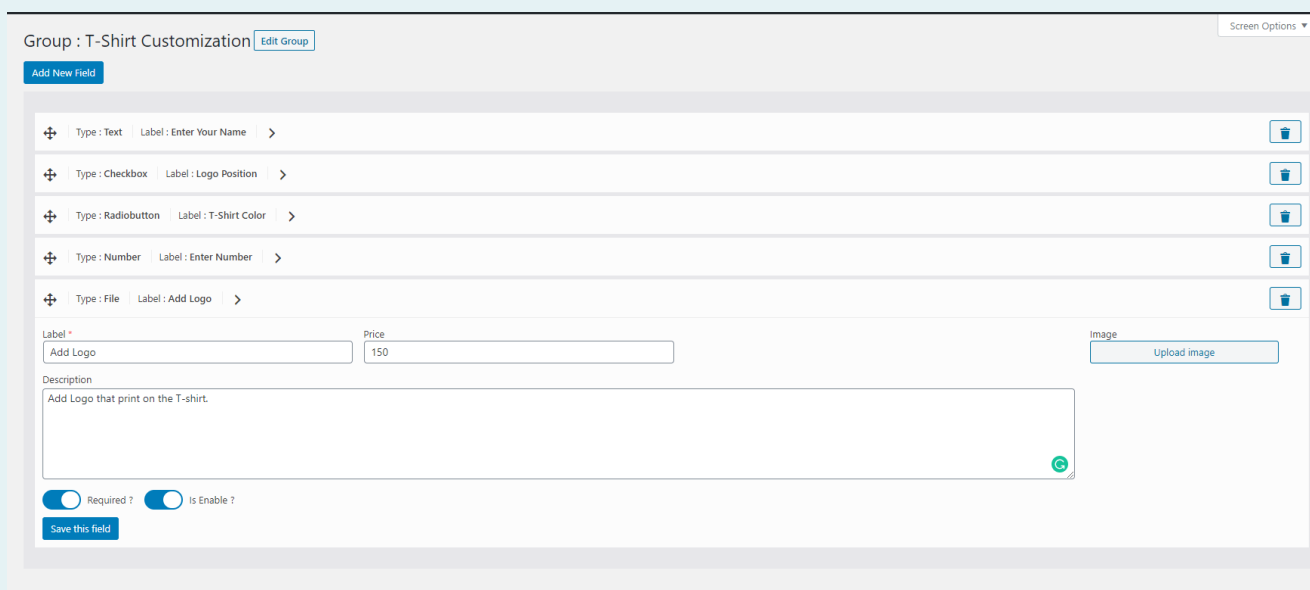 Screen Options ▼
Group : T-Shirt Customization Edit Group
Add New Field
Type : Text Label : Enter Your Name
Type : Checkbox Label : Logo Position
Type : Radiobutton Label : T-Shirt Color
Type : Number Label : Enter Number
Type : File Label : Add Logo
Label * Price Image
Add Logo 150 Upload image
Description
Add Logo that print on the T-shirt.
Required ? Is Enable ?
Save this field